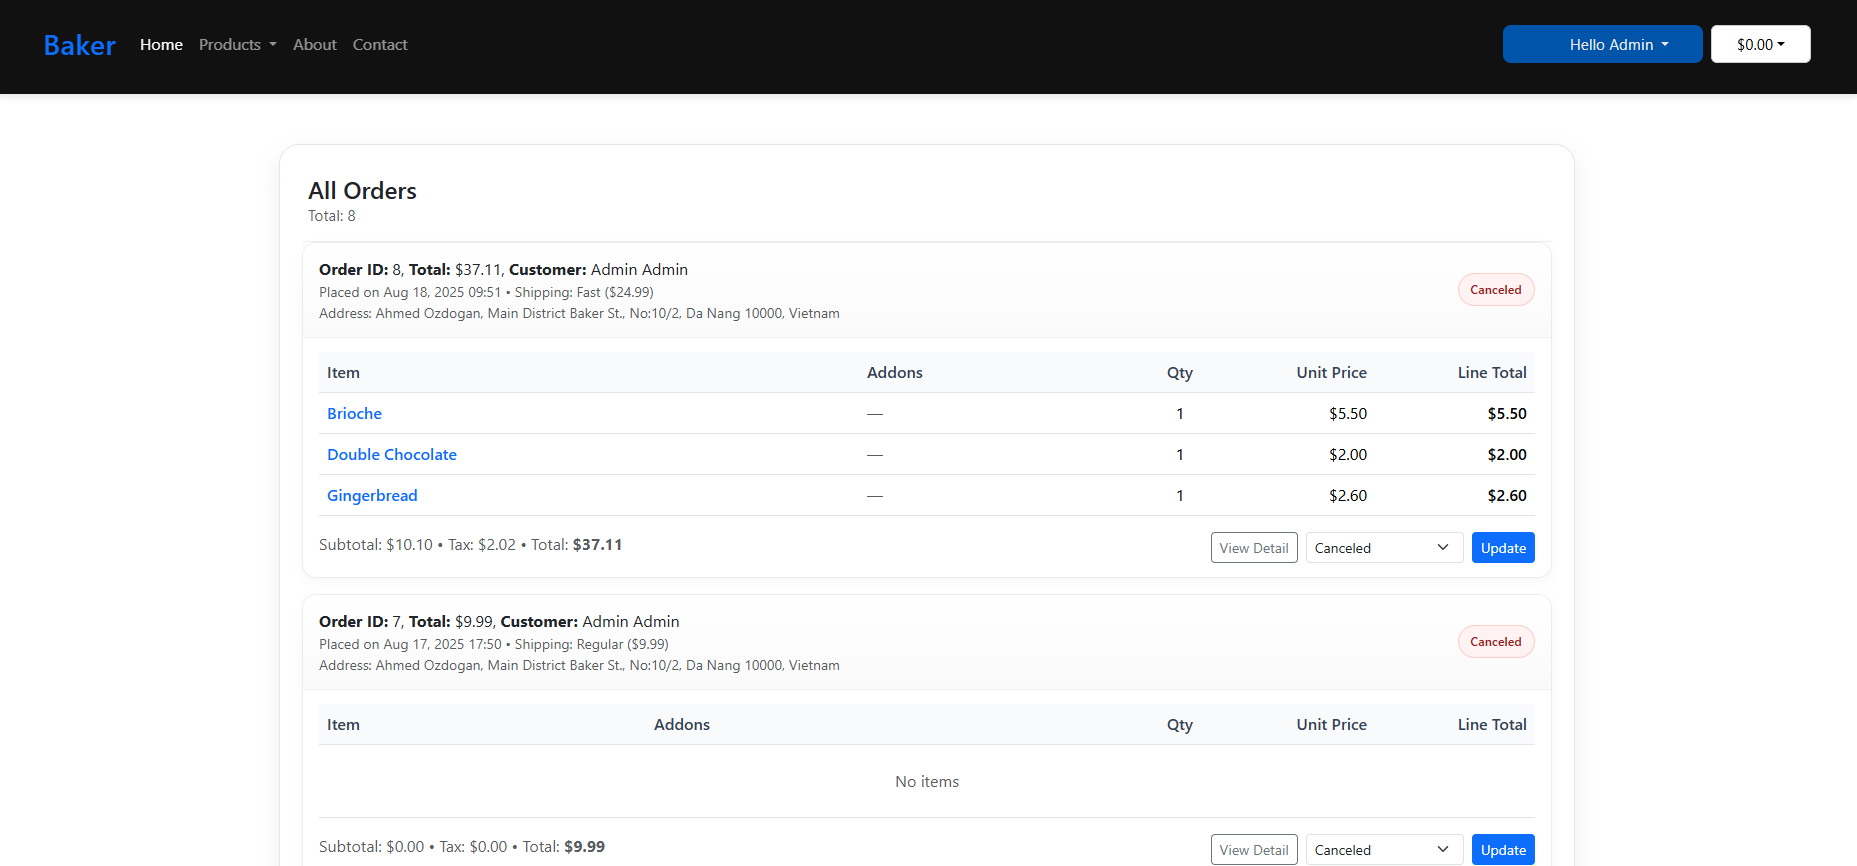 Baker Home Products About Contact Hello Admin $0.00
All Orders
Total: 8
Order ID: 8, Total: $37.11, Customer: Admin Admin
Placed on Aug 18, 2025 09:51 • Shipping: Fast ($24.99)
Address: Ahmed Ozdogan, Main District Baker St., No:10/2, Da Nang 10000, Vietnam
Canceled
Item Addons Qty Unit Price Line Total
Brioche — 1 $5.50 $5.50
Double Chocolate — 1 $2.00 $2.00
Gingerbread — 1 $2.60 $2.60
Subtotal: $10.10 • Tax: $2.02 • Total: $37.11 View Detail Canceled Update
Order ID: 7, Total: $9.99, Customer: Admin Admin
Placed on Aug 17, 2025 17:50 • Shipping: Regular ($9.99)
Address: Ahmed Ozdogan, Main District Baker St., No:10/2, Da Nang 10000, Vietnam
Canceled
Item Addons Qty Unit Price Line Total
No items
Subtotal: $0.00 • Tax: $0.00 • Total: $9.99 View Detail Canceled Update